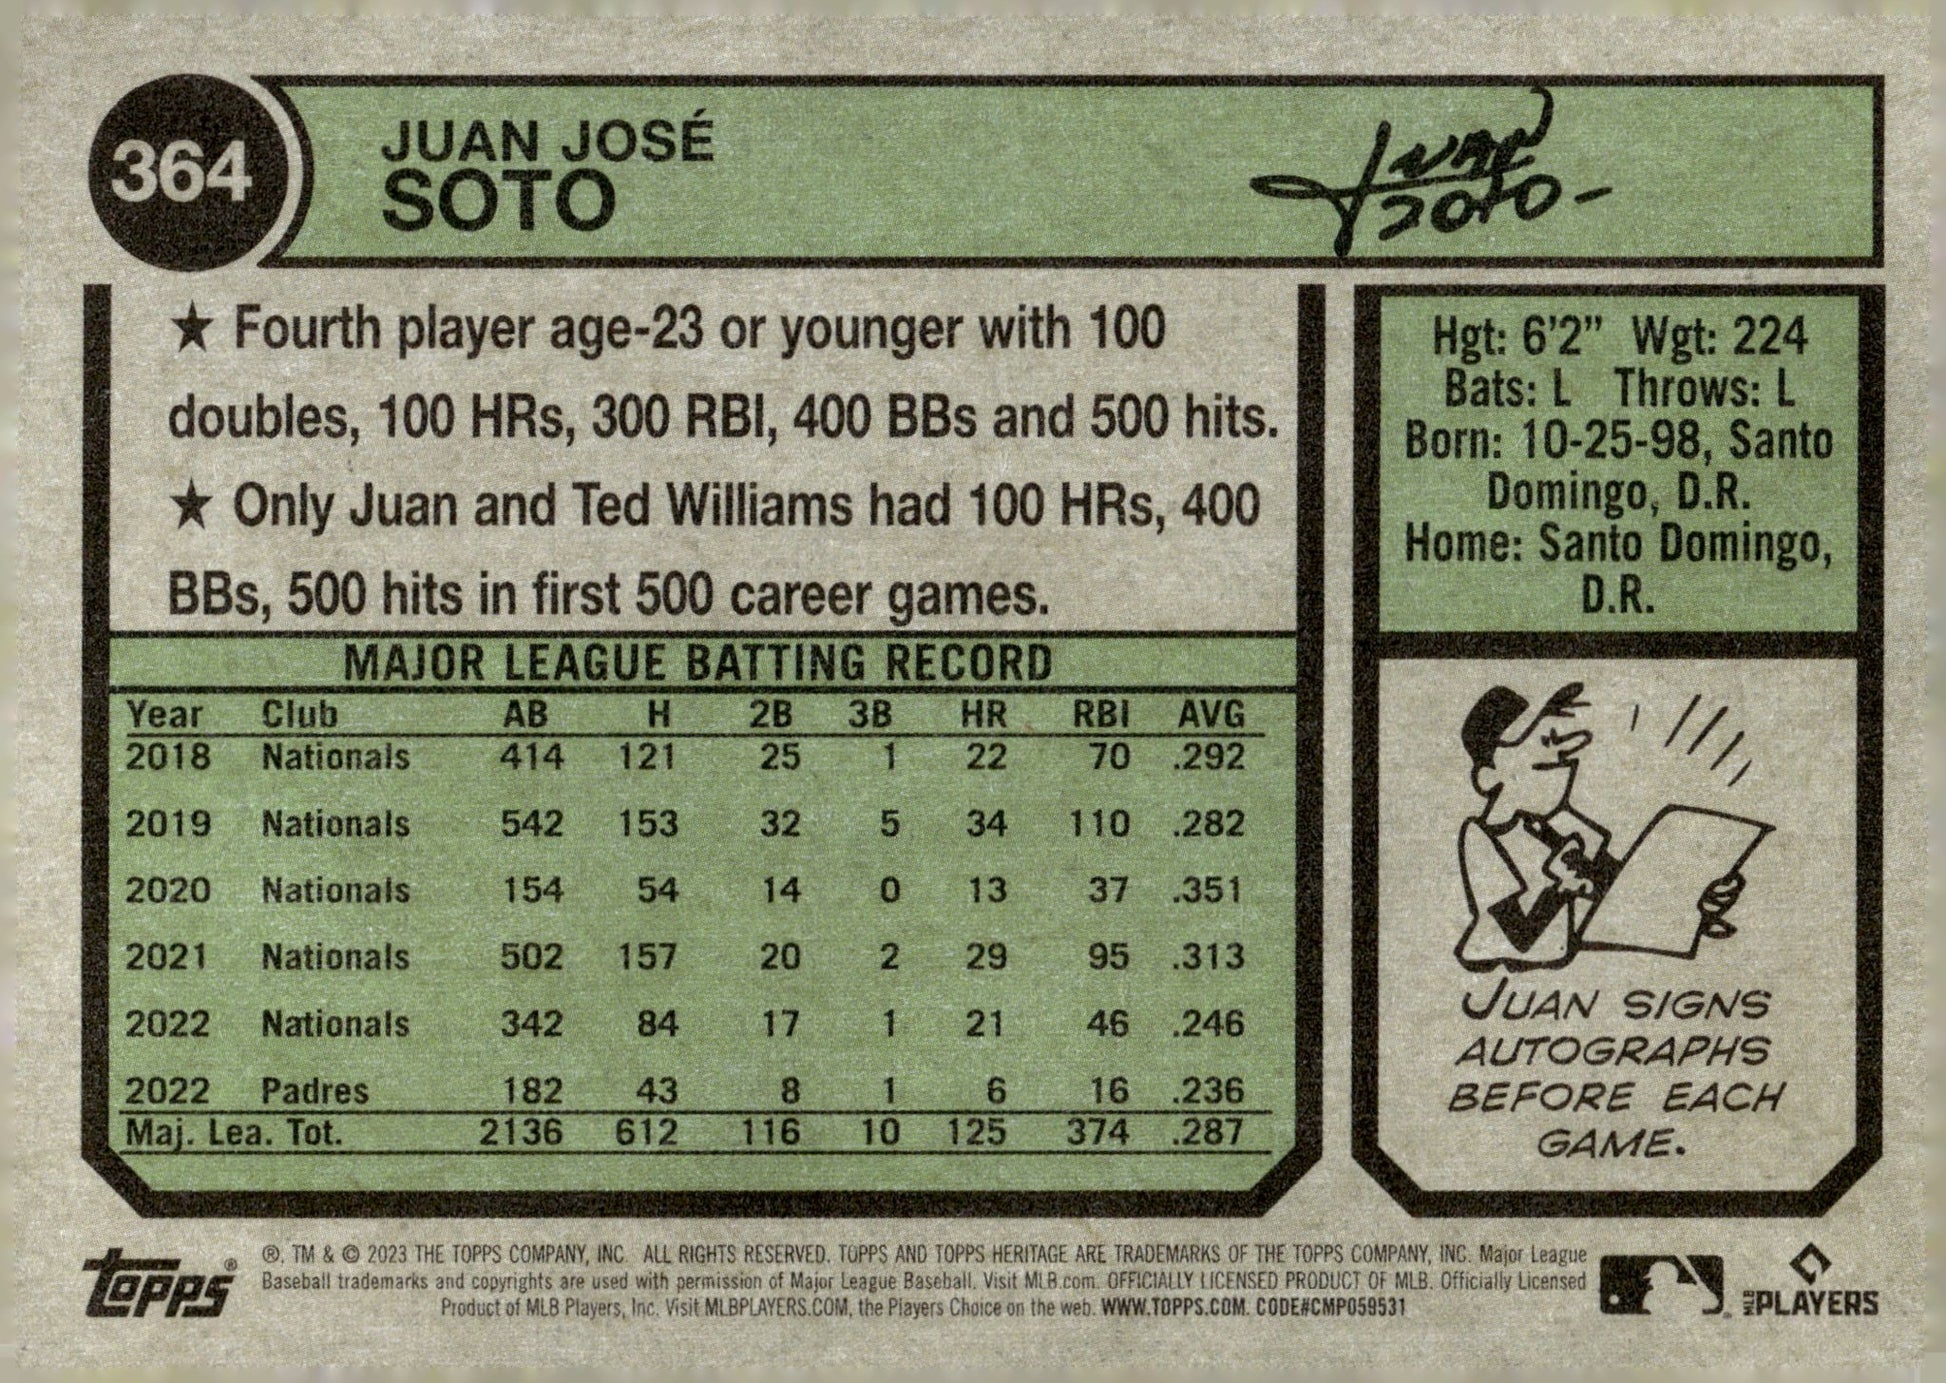 364
JUAN JOSÉ
SOTO
Juan
Soto
★ Fourth player age-23 or younger with 100
doubles, 100 HRs, 300 RBI, 400 BBs and 500 hits.
★ Only Juan and Ted Williams had 100 HRs, 400
BBs, 500 hits in first 500 career games.
Hgt: 6'2” Wgt: 224
Bats: L Throws: L
Born: 10-25-98, Santo
Domingo, D.R.
Home: Santo Domingo,
D.R.
MAJOR LEAGUE BATTING RECORD
Year Club AB H 2B 3B HR RBI AVG
2018 Nationals 414 121 25 1 22 70 .292
2019 Nationals 542 153 32 5 34 110 .282
2020 Nationals 154 54 14 0 13 37 .351
2021 Nationals 502 157 20 2 29 95 .313
2022 Nationals 342 84 17 1 21 46 .246
2022 Padres 182 43 8 1 6 16 .236
Maj. Lea. Tot. 2136 612 116 10 125 374 .287
JUAN SIGNS
AUTOGRAPHS
BEFORE EACH
GAME.
topps®
®, TM & © 2023 THE TOPPS COMPANY, INC. ALL RIGHTS RESERVED. TOPPS AND TOPPS HERITAGE ARE TRADEMARKS OF THE TOPPS COMPANY, INC. Major League
Baseball trademarks and copyrights are used with permission of Major League Baseball. Visit MLB.com. OFFICIALLY LICENSED PRODUCT OF MLB. Officially Licensed
Product of MLB Players, Inc. Visit MLBPLAYERS.COM, the Players Choice on the web. WWW.TOPPS.COM. CODE#CMP059531
MLB PLAYERS